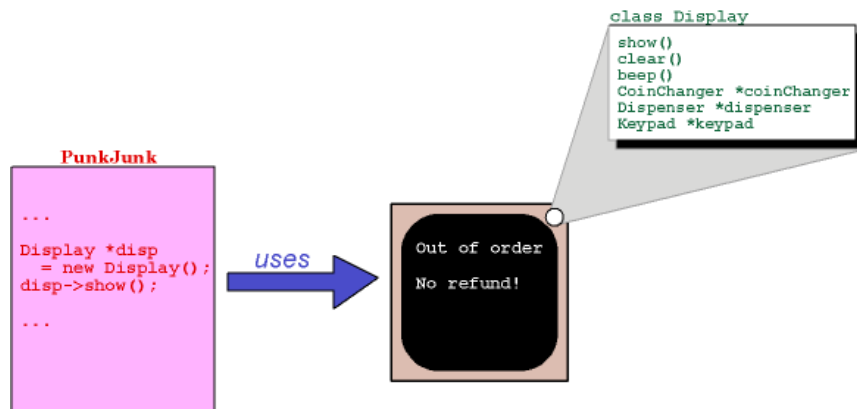 class Display
show()
clear()
beep()
CoinChanger *coinChanger
Dispenser *dispenser
Keypad *keypad
PunkJunk
...
Display *disp
= new Display();
disp->show();
...
uses
Out of order
No refund!